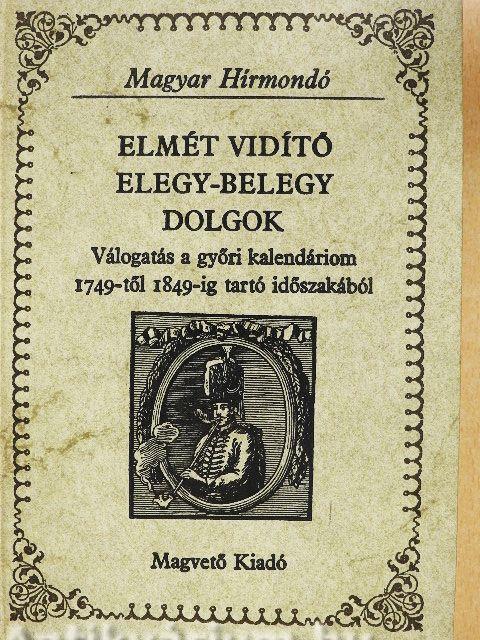 Magyar Hírmondó
ELMÉT VIDÍTÓ
ELEGY-BELEGY
DOLGOK
Válogatás a győri kalendáriom
1749-től 1849-ig tartó időszakából
Magvető Kiadó